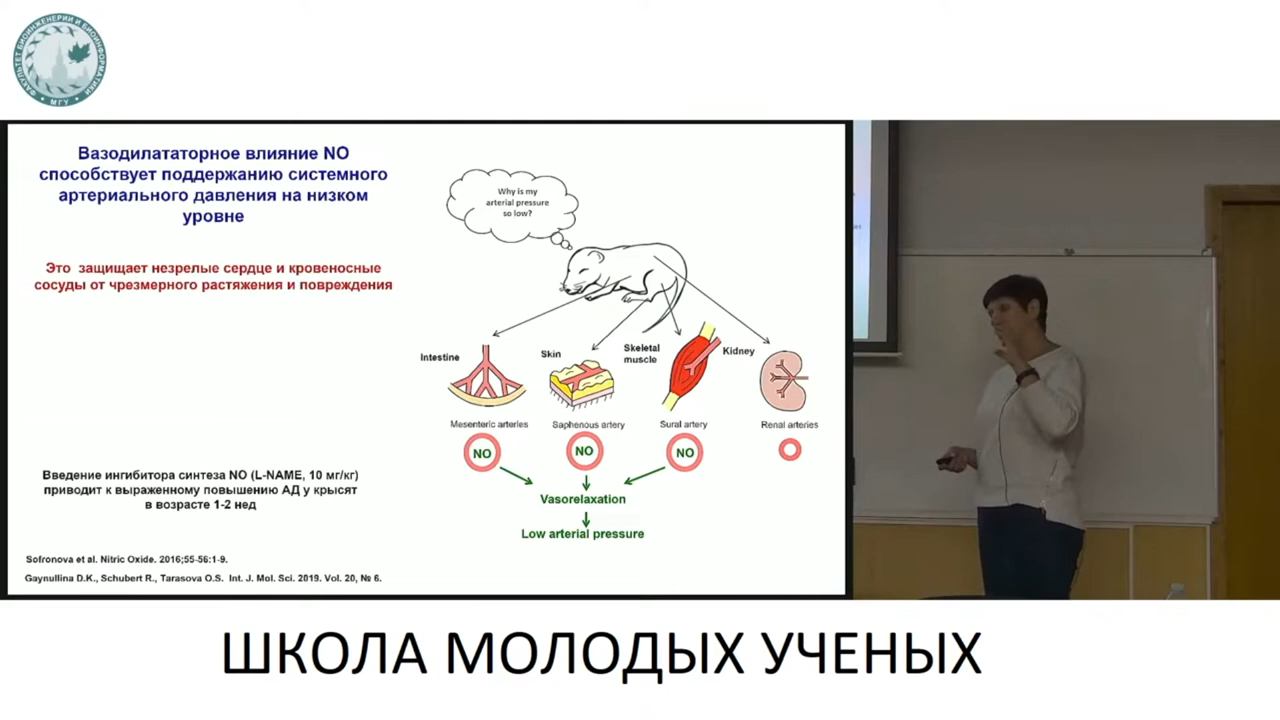 ФАКУЛЬТЕТ БИОИНЖЕНЕРИИ И БИОИНФОРМАТИКИ
МГУ
Вазодилататорное влияние NO
способствует поддержанию системного
артериального давления на низком
уровне
Это защищает незрелые сердце и кровеносные
сосуды от чрезмерного растяжения и повреждения
Why is my
arterial pressure
so low?
Intestine
Skin
Skeletal
muscle
Kidney
Mesenteric arteries
Saphenous artery
Sural artery
Renal arteries
NO
NO
NO
Vasorelaxation
Low arterial pressure
Введение ингибитора синтеза NO (L-NAME, 10 мг/кг)
приводит к выраженному повышению АД у крысят
в возрасте 1-2 нед
Sofronova et al. Nitric Oxide. 2016;55-56:1-9.
Gaynullina D.K., Schubert R., Tarasova O.S. Int. J. Mol. Sci. 2019. Vol. 20, № 6.
ШКОЛА МОЛОДЫХ УЧЕНЫХ